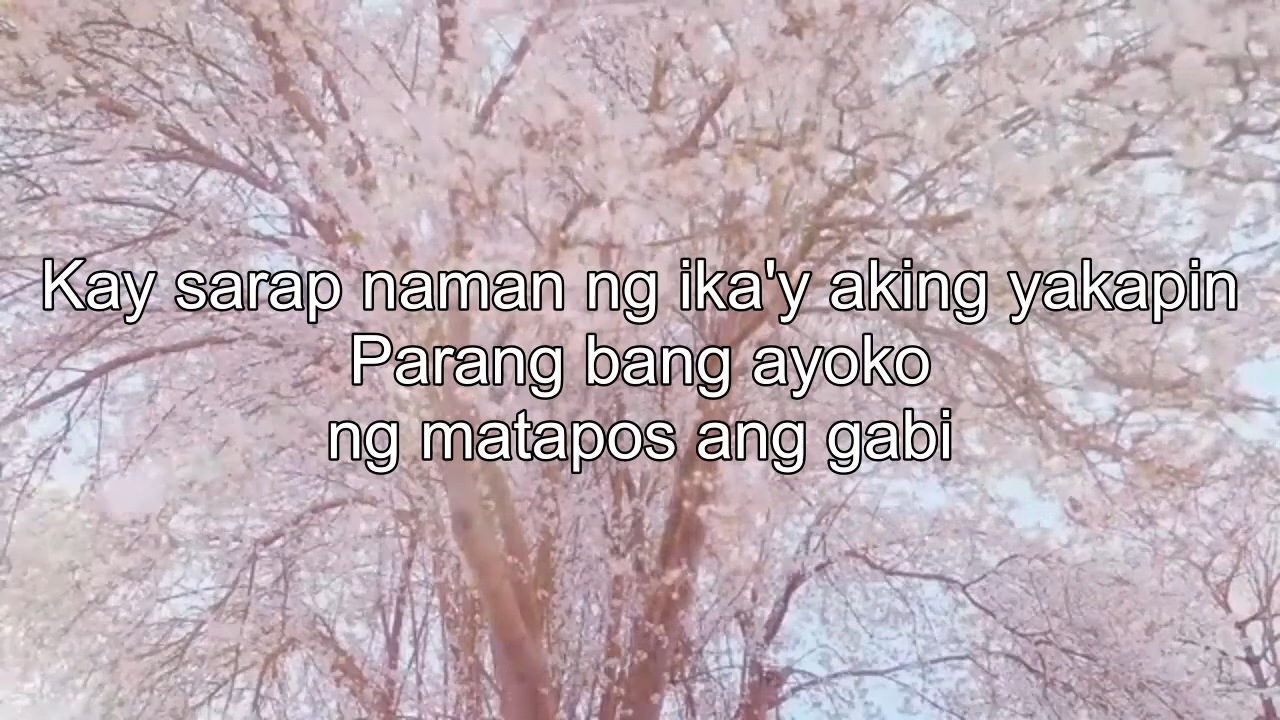 Kay sarap naman ng ika'y aking yakapin
Parang bang ayoko
ng matapos ang gabi